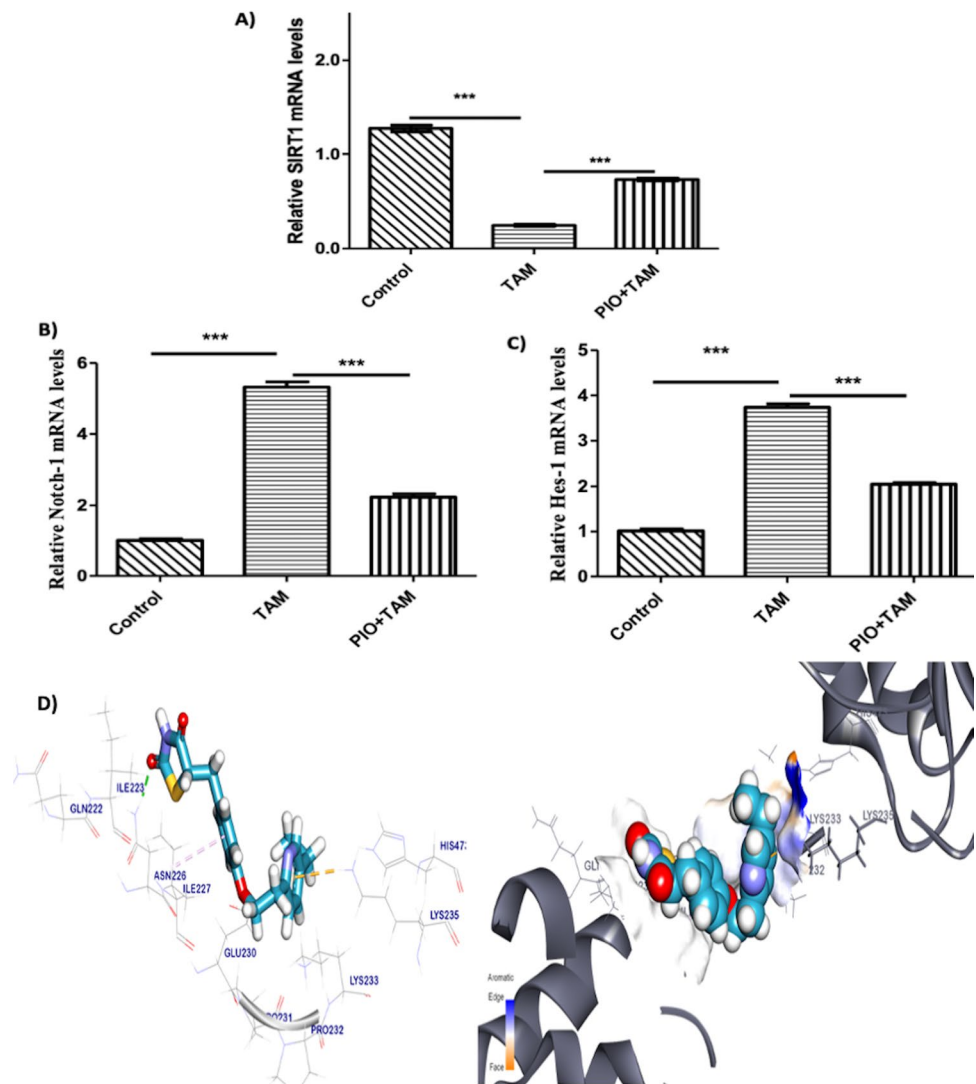 A)
Relative SIRT1 mRNA levels
2.0
1.0
0.0
***
***
Control
TAM
PIO+TAM
B)
Relative Notch-1 mRNA levels
6
4
2
0
***
***
Control
TAM
PIO+TAM
C)
Relative Hes-1 mRNA levels
5
4
3
2
1
0
***
***
Control
TAM
PIO+TAM
D)
ILE223
GLN222
ASN226
ILE227
GLU230
PRO232
LYS233
LYS235
LYS233
LYS235
232
Aromatic
Edge
Face